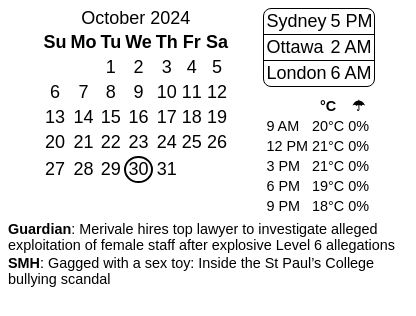 October 2024
Su Mo Tu We Th Fr Sa
1 2 3 4 5
6 7 8 9 10 11 12
13 14 15 16 17 18 19
20 21 22 23 24 25 26
27 28 29 30 31
Sydney 5 PM
Ottawa 2 AM
London 6 AM
°C ☂
9 AM 20°C 0%
12 PM 21°C 0%
3 PM 21°C 0%
6 PM 19°C 0%
9 PM 18°C 0%
Guardian: Merivale hires top lawyer to investigate alleged
exploitation of female staff after explosive Level 6 allegations
SMH: Gagged with a sex toy: Inside the St Paul’s College
bullying scandal